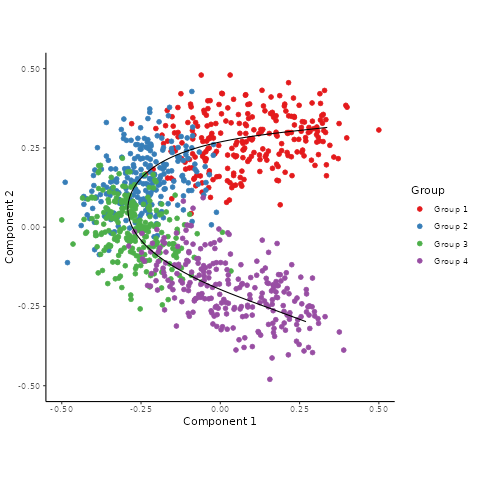 0.50
0.25
0.00
-0.25
-0.50
Component 2
-0.50
-0.25
0.00
0.25
0.50
Component 1
Group
Group 1
Group 2
Group 3
Group 4